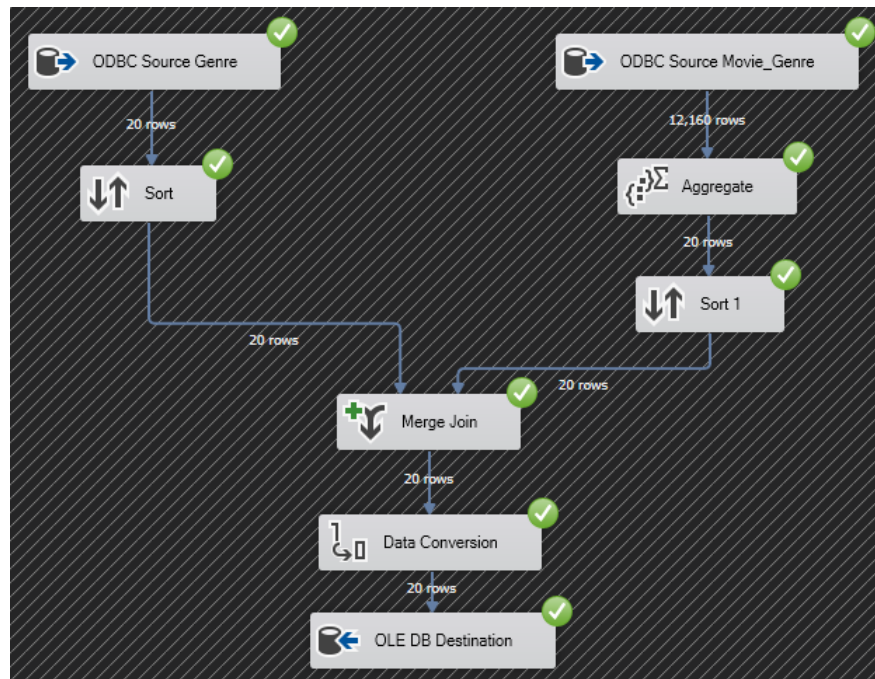 ODBC Source Genre
ODBC Source Movie_Genre
20 rows
12,160 rows
Sort
Aggregate
20 rows
Sort 1
20 rows
20 rows
Merge Join
20 rows
Data Conversion
20 rows
OLE DB Destination